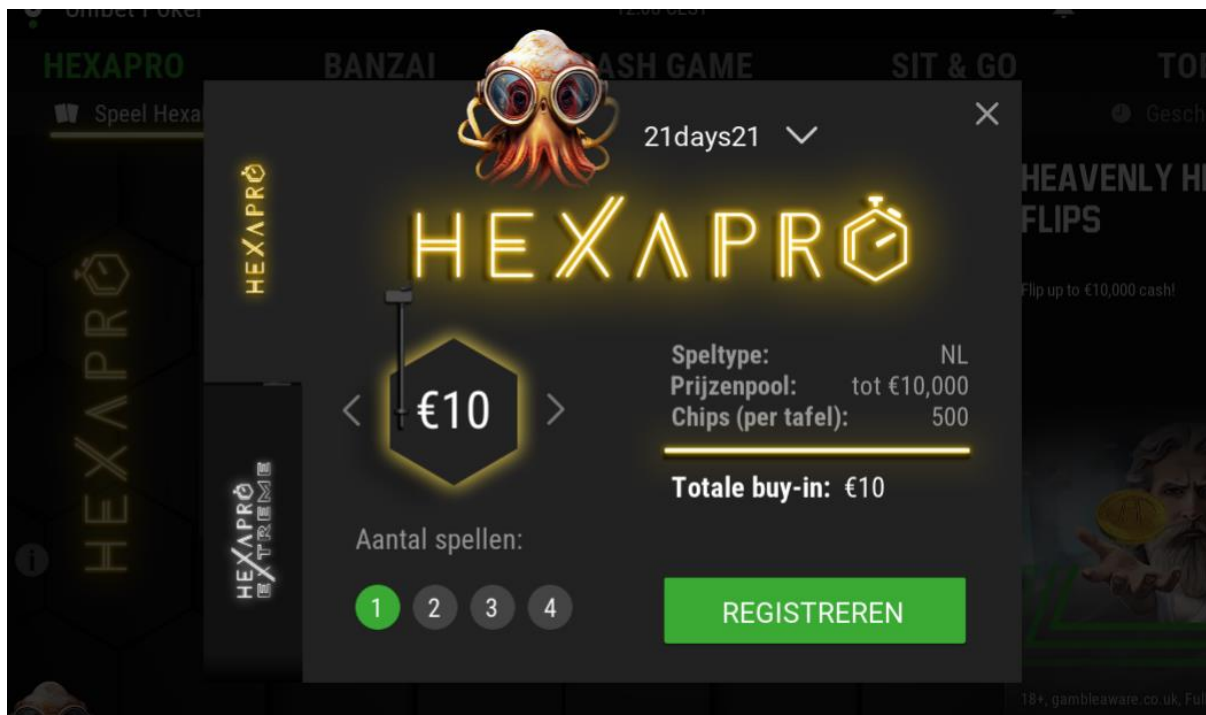 Unibet Poker
12:00 CEST
HEXAPRO
BANZAI
CASH GAME
SIT & GO
Speel Hexa
21days21
HEXAPRO
HEXAPRO
HEXAPRO
HEXAPRO
EXTREME
€10
Speltype: NL
Prijzenpool: tot €10,000
Chips (per tafel): 500
Totale buy-in: €10
Aantal spellen:
1 2 3 4
REGISTREREN
HEAVENLY
FLIPS
Flip up to €10,000 cash!
18+, gambleaware.co.uk,